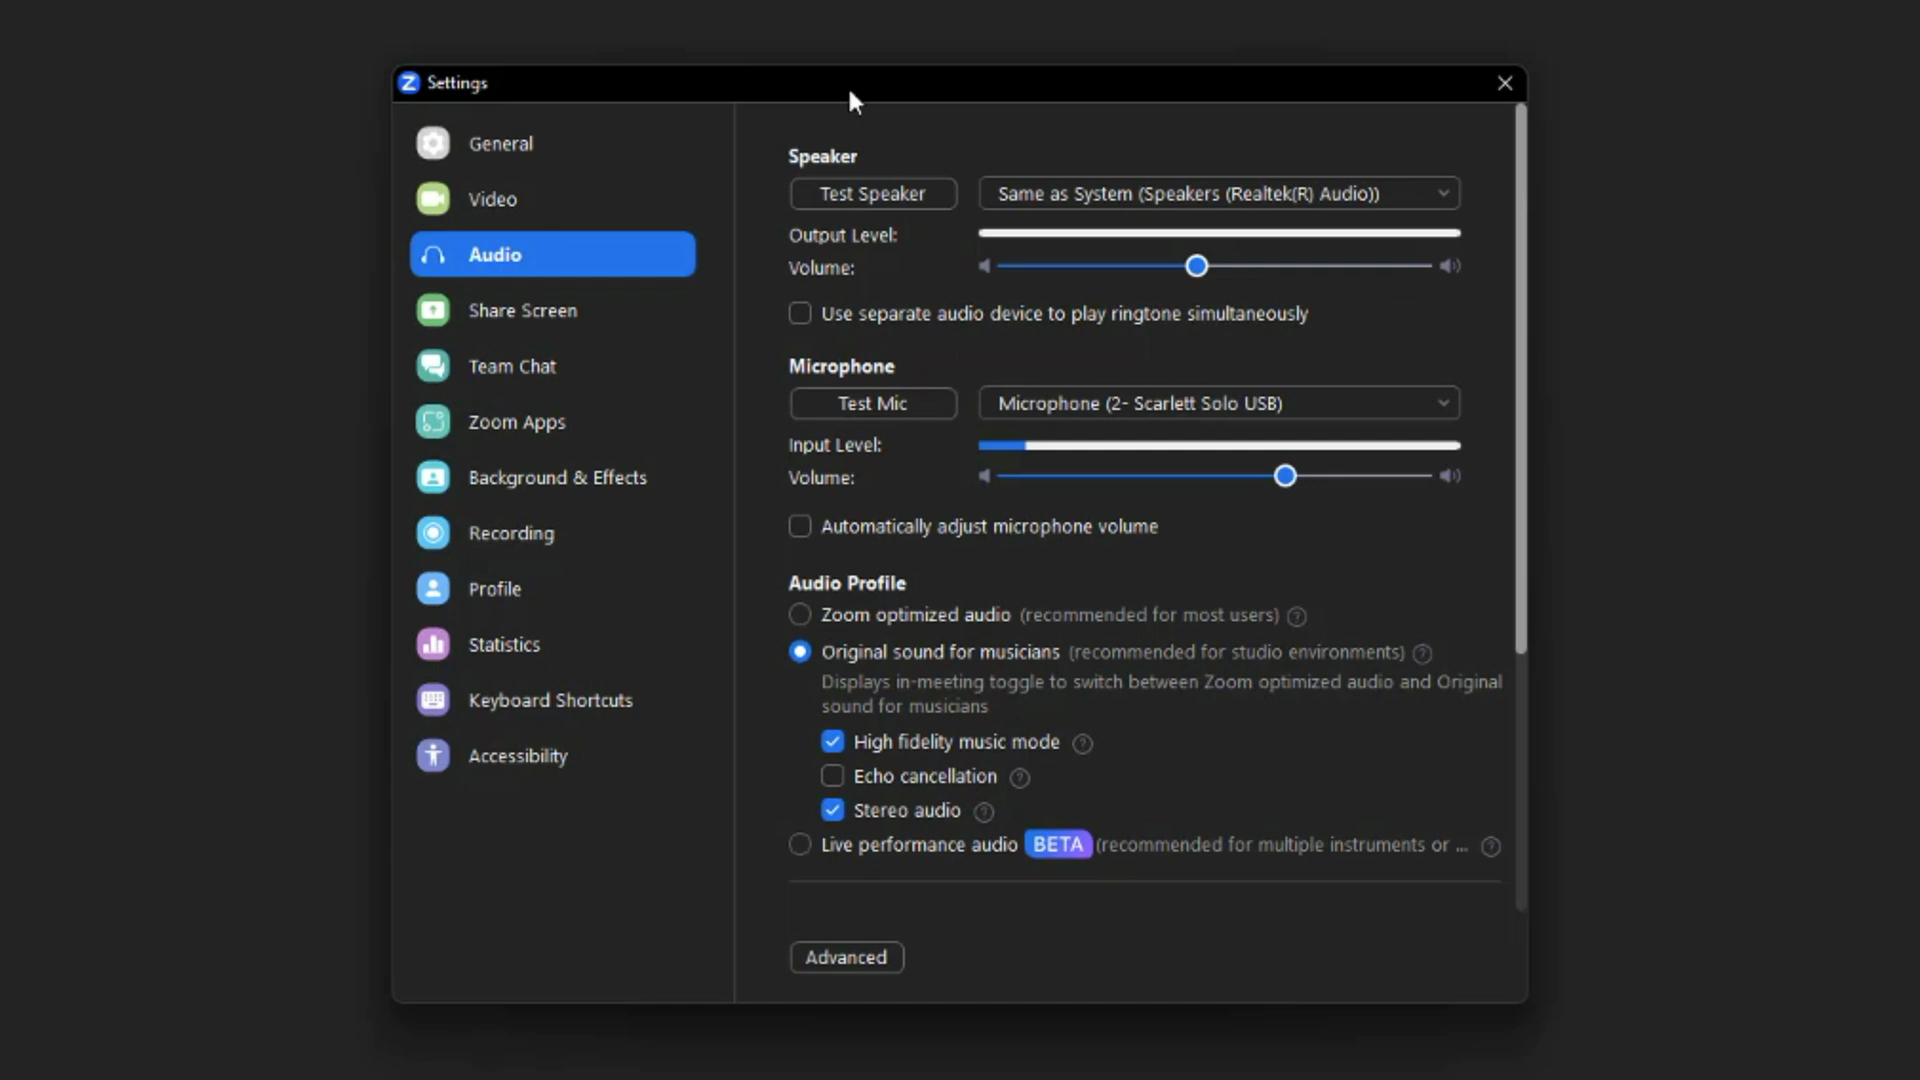 Settings
General
Video
Audio
Share Screen
Team Chat
Zoom Apps
Background & Effects
Recording
Profile
Statistics
Keyboard Shortcuts
Accessibility
Speaker
Test Speaker
Same as System (Speakers (Realtek(R) Audio))
Output Level:
Volume:
Use separate audio device to play ringtone simultaneously
Microphone
Test Mic
Microphone (2- Scarlett Solo USB)
Input Level:
Volume:
Automatically adjust microphone volume
Audio Profile
Zoom optimized audio (recommended for most users) ?
Original sound for musicians (recommended for studio environments) ?
Displays in-meeting toggle to switch between Zoom optimized audio and Original
sound for musicians
High fidelity music mode ?
Echo cancellation ?
Stereo audio ?
Live performance audio BETA (recommended for multiple instruments or ... ?
Advanced